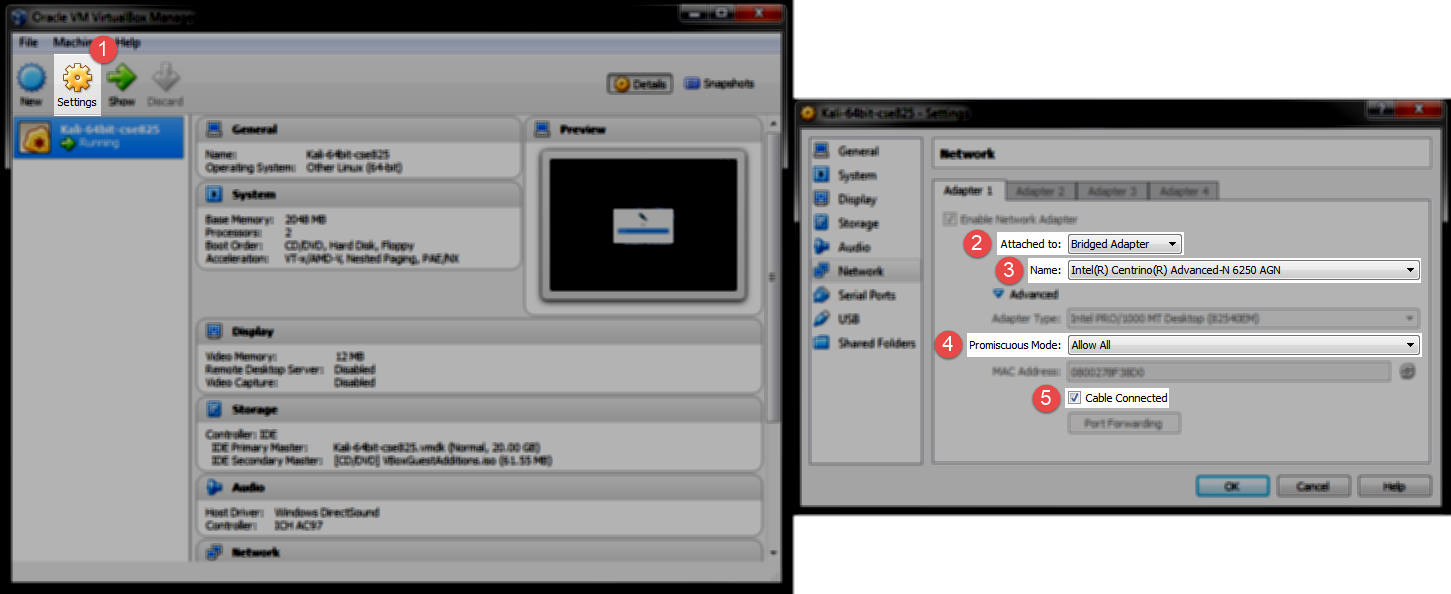 Oracle VM VirtualBox Manager
File Machine Help
1
New Settings Show Discard
Details Snapshots
Kali-64bit-cse825
Running
General
Name: Kali-64bit-cse825
Operating System: Other Linux (64-bit)
System
Base Memory: 2048 MB
Processors: 2
Boot Order: CD/DVD, Hard Disk, Floppy
Acceleration: VT-x/AMD-V, Nested Paging, PAE/NX
Preview
Display
Video Memory: 12 MB
Remote Desktop Server: Disabled
Video Capture: Disabled
Storage
Controller: IDE
IDE Primary Master: Kali-64bit-cse825.vmdk (Normal, 20.00 GB)
IDE Secondary Master: [CD/DVD] VBoxGuestAdditions.iso (61.55 MB)
Audio
Host Driver: Windows DirectSound
Controller: ICH AC97
Network
Kali-64bit-cse825 - Settings
General
System
Display
Storage
Audio
Network
Serial Ports
USB
Shared Folders
Network
Adapter 1 Adapter 2 Adapter 3 Adapter 4
Enable Network Adapter
2 Attached to: Bridged Adapter
3 Name: Intel(R) Centrino(R) Advanced-N 6250 AGN
Advanced
Adapter Type: Intel PRO/1000 MT Desktop (82540EM)
4 Promiscuous Mode: Allow All
MAC Address: 0800278F38D0
5 Cable Connected
Port Forwarding
OK Cancel Help